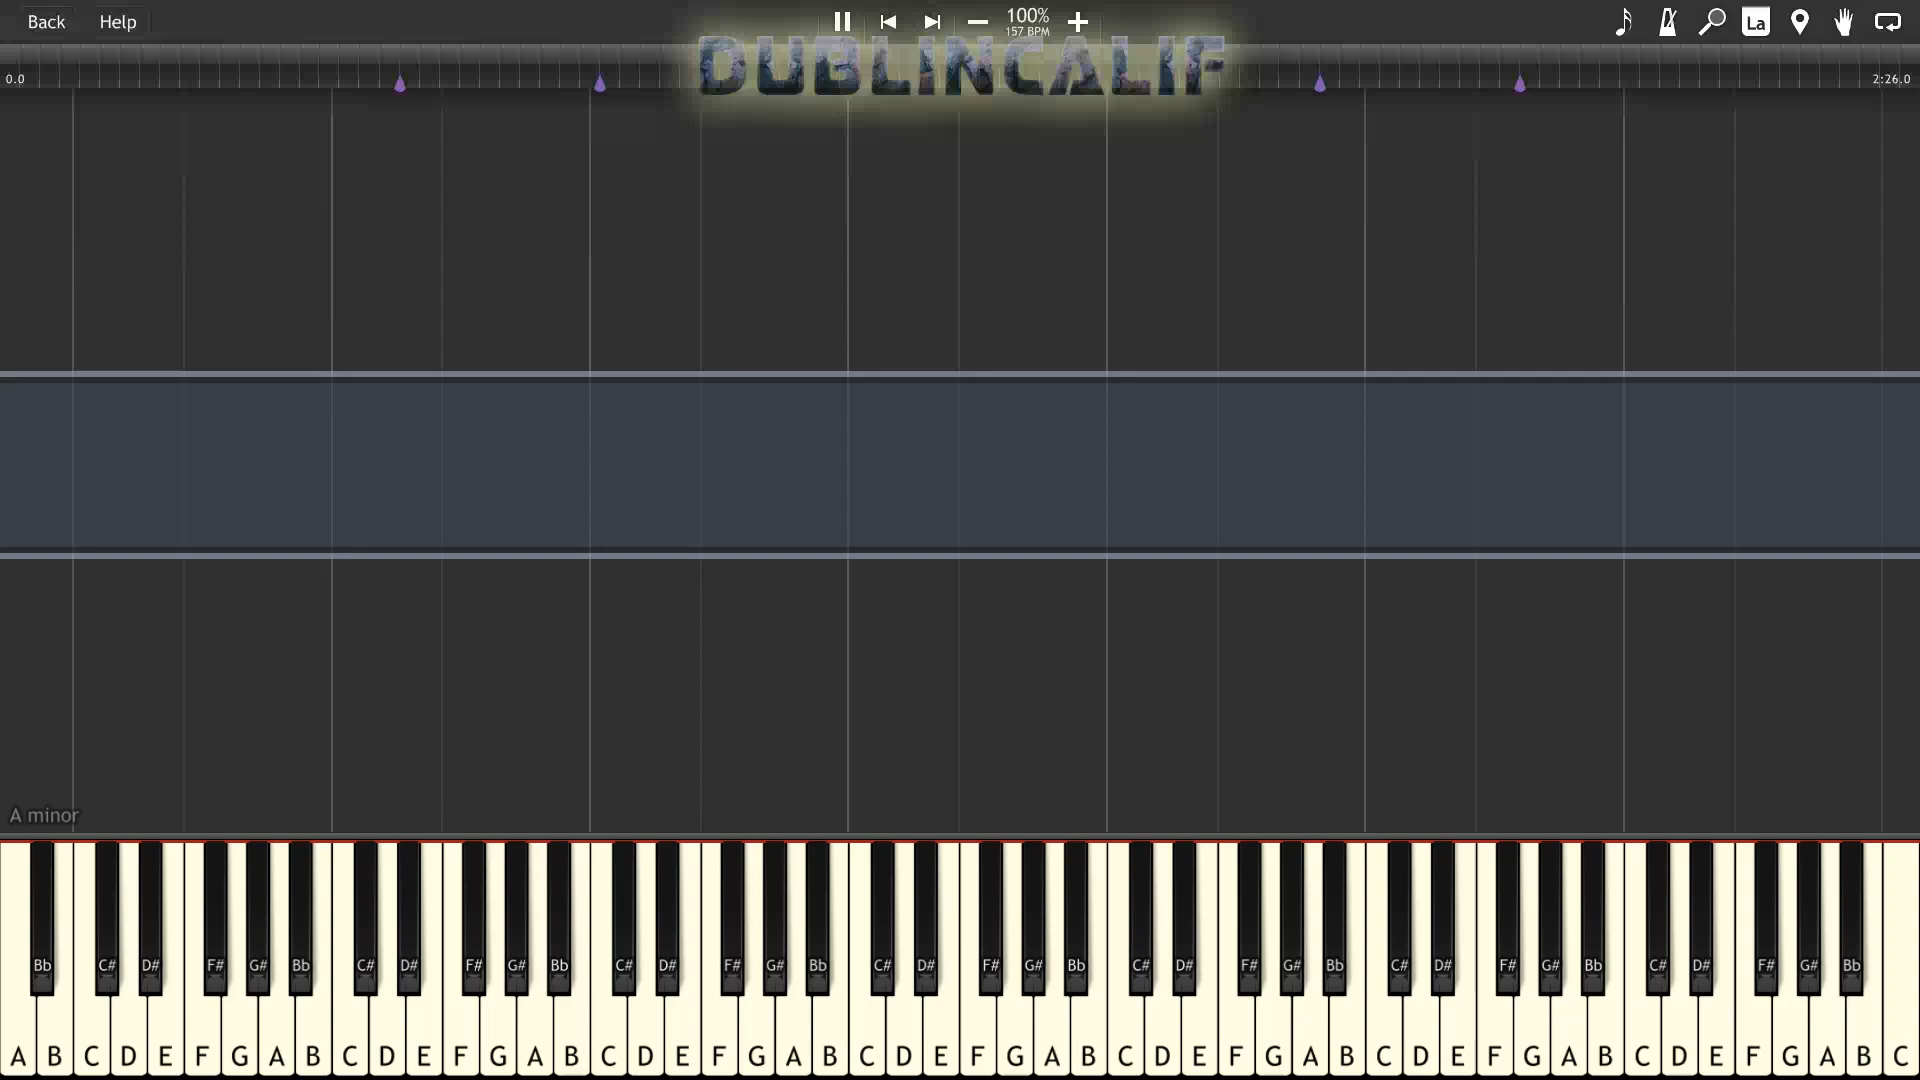 Back Help 100%
157 BPM La
DUBLINCALIF
0.0 2:26.0
A minor
Bb C# D# F# G# Bb C# D# F# G# Bb C# D# F# G# Bb C# D# F# G# Bb C# D# F# G# Bb C# D# F# G# Bb C# D# F# G# Bb
A B C D E F G A B C D E F G A B C D E F G A B C D E F G A B C D E F G A B C D E F G A B C D E F G A B C